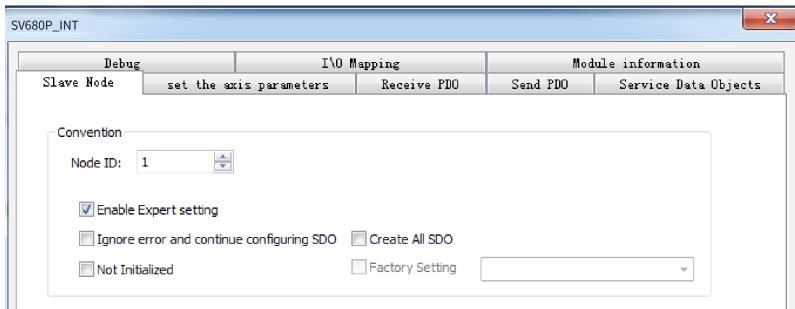 SV680P_INT
Debug I\O Mapping Module information
Slave Node set the axis parameters Receive PDO Send PDO Service Data Objects
Convention
Node ID: 1
Enable Expert setting
Ignore error and continue configuring SDO Create All SDO
Not Initialized Factory Setting